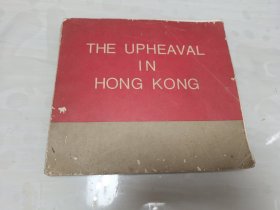 THE UPHEAVAL
IN
HONG KONG